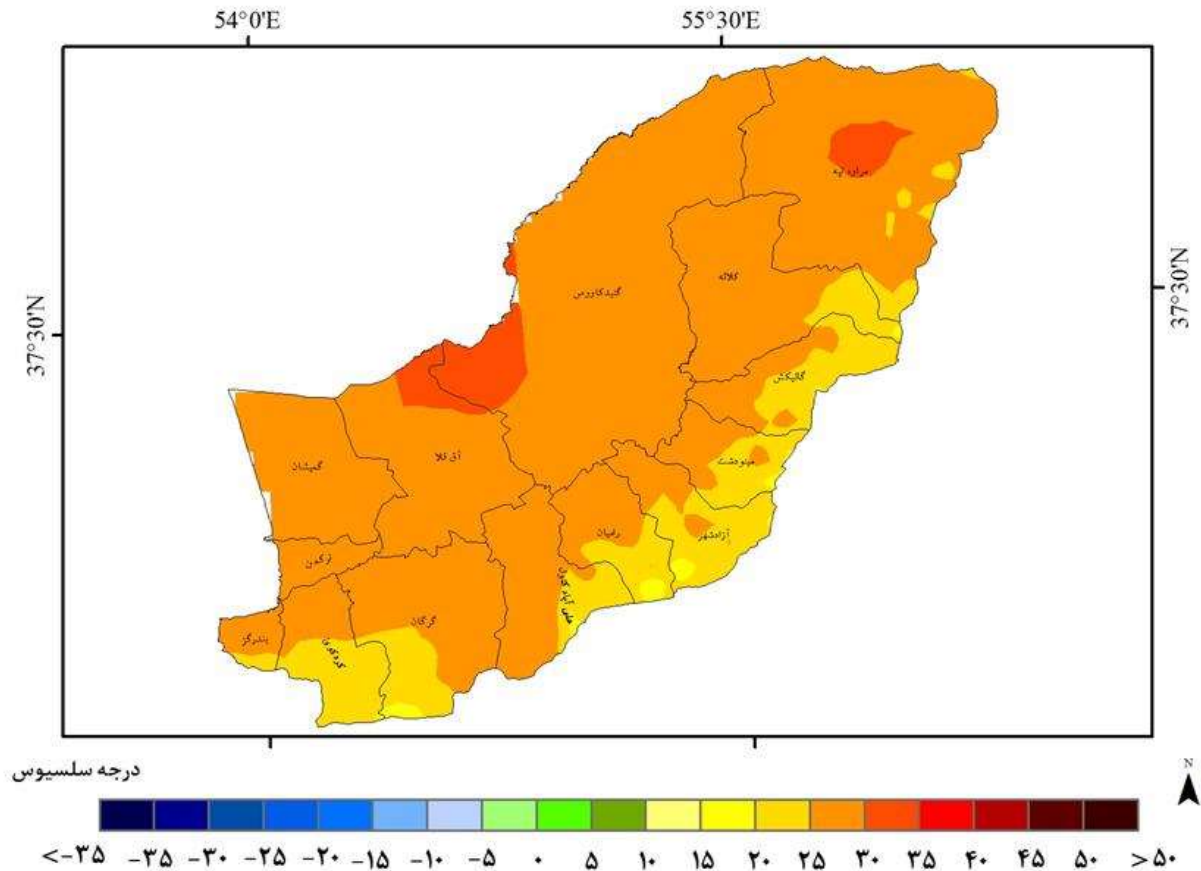 54°0'E 55°30'E
37°30'N
37°30'N
مراوه تپه
کلاله
گنبدکاووس
گالیکش
مینودشت
گمیشان
آق قلا
رامیان
آزادشهر
ترکمن
علی آباد کتول
گرگان
بندرگز
کردکوی
درجه سلسیوس
N
<-۳۵ -۳۵ -۳۰ -۲۵ -۲۰ -۱۵ -۱۰ -۵ ۰ ۵ ۱۰ ۱۵ ۲۰ ۲۵ ۳۰ ۳۵ ۴۰ ۴۵ ۵۰ >۵۰